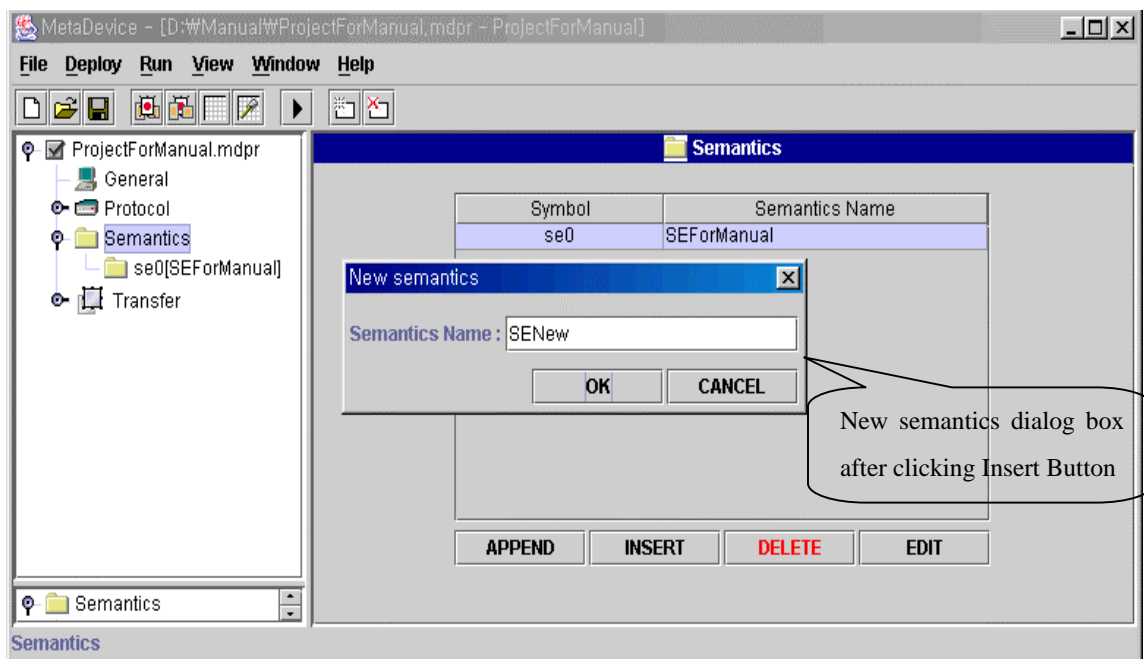 MetaDevice - [D:₩Manual₩ProjectForManual,mdpr - ProjectForManual]
File Deploy Run View Window Help
ProjectForManual.mdpr
General
Protocol
Semantics
se0[SEForManual]
Transfer
Semantics
Symbol Semantics Name
se0 SEForManual
New semantics
Semantics Name : SENew
OK CANCEL
New semantics dialog box
after clicking Insert Button
APPEND INSERT DELETE EDIT
Semantics
Semantics